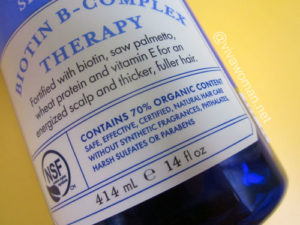 BIOTIN B-COMPLEX
THERAPY
Fortified with biotin, saw palmetto,
wheat protein and vitamin E for an
energized scalp and thicker, fuller hair.
CONTAINS 70% ORGANIC CONTENT
SAFE, EFFECTIVE, CERTIFIED, NATURAL HAIR CARE
WITHOUT SYNTHETIC FRAGRANCES, PHTHALATES,
HARSH SULFATES OR PARABENS
NSF
414 mL e 14 fl oz
@vivawoman.net